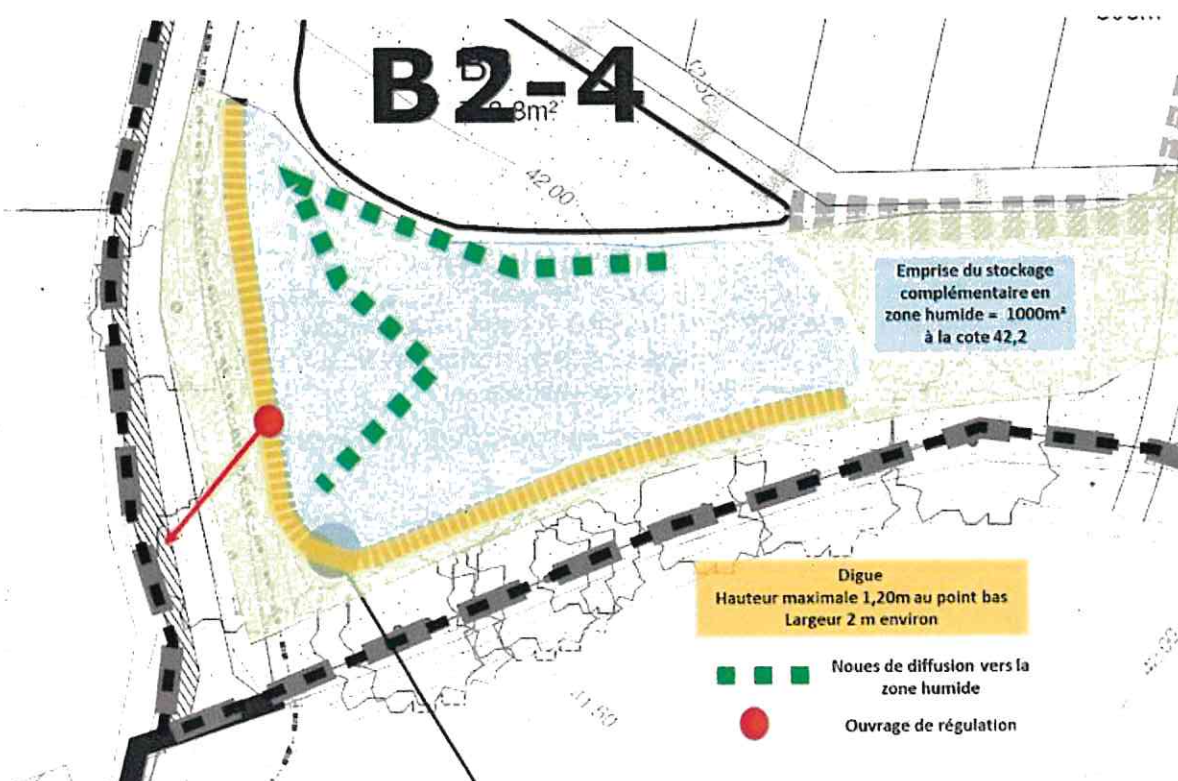 B2-4
42.00
Emprise du stockage
complémentaire en
zone humide = 1000m²
à la cote 42,2
Digue
Hauteur maximale 1,20m au point bas
Largeur 2 m environ
Noues de diffusion vers la
zone humide
Ouvrage de régulation